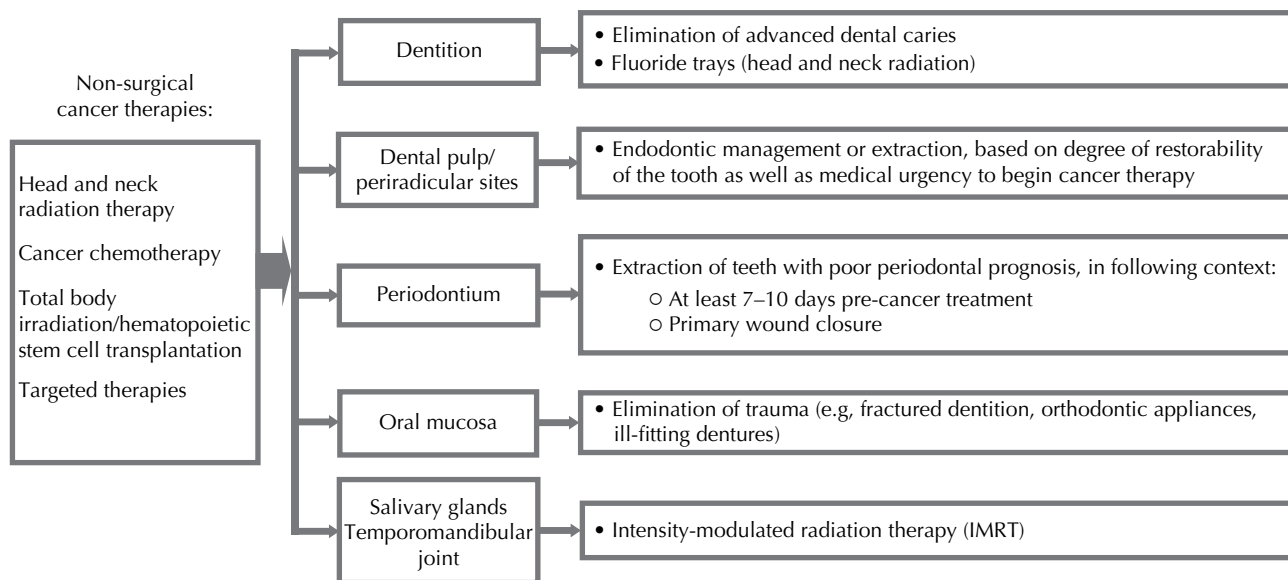 Non-surgical
cancer therapies:
Head and neck
radiation therapy
Cancer chemotherapy
Total body
irradiation/hematopoietic
stem cell transplantation
Targeted therapies
Dentition
• Elimination of advanced dental caries
• Fluoride trays (head and neck radiation)
Dental pulp/
periradicular sites
• Endodontic management or extraction, based on degree of restorability
of the tooth as well as medical urgency to begin cancer therapy
Periodontium
• Extraction of teeth with poor periodontal prognosis, in following context:
○ At least 7–10 days pre-cancer treatment
○ Primary wound closure
Oral mucosa
• Elimination of trauma (e.g, fractured dentition, orthodontic appliances,
ill-fitting dentures)
Salivary glands
Temporomandibular
joint
• Intensity-modulated radiation therapy (IMRT)